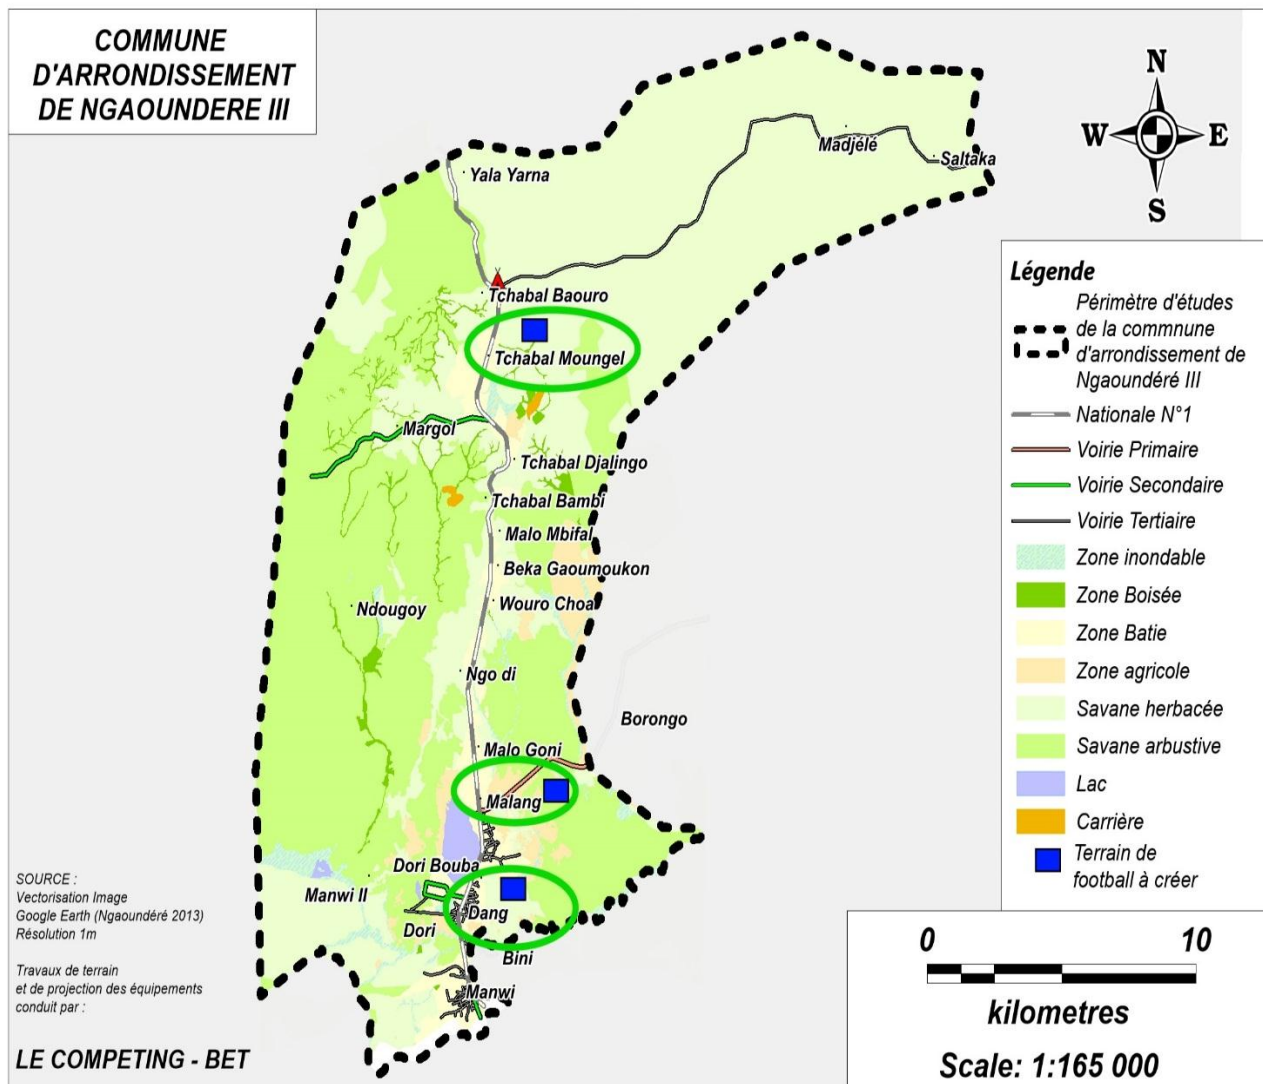 COMMUNE
D'ARRONDISSEMENT
DE NGAOUNDERE III
N
W
E
S
Madjélé
Saltaka
Yala Yarna
Tchabal Baouro
Tchabal Moungel
Margol
Tchabal Djalingo
Tchabal Bambi
Malo Mbifal
Beka Gaoumoukon
Ndougoy
Wouro Choa
Ngo di
Borongo
Malo Goni
Malang
Dori Bouba
Manwi II
Dang
Dori
Bini
Manwi
Légende
Périmètre d'études
de la commnune
d'arrondissement de
Ngaoundéré III
Nationale N°1
Voirie Primaire
Voirie Secondaire
Voirie Tertiaire
Zone inondable
Zone Boisée
Zone Batie
Zone agricole
Savane herbacée
Savane arbustive
Lac
Carrière
Terrain de
football à créer
SOURCE :
Vectorisation Image
Google Earth (Ngaoundéré 2013)
Résolution 1m
Travaux de terrain
et de projection des équipements
conduit par :
LE COMPETING - BET
0 10
kilometres
Scale: 1:165 000